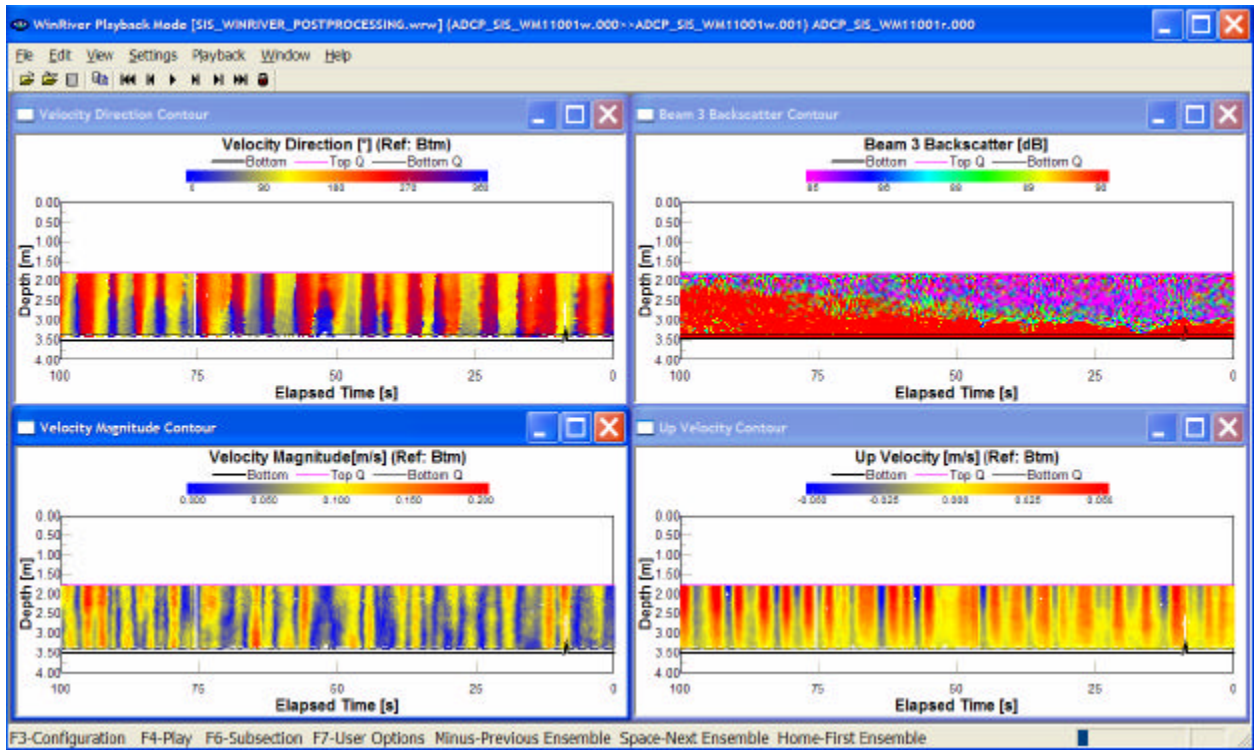 WinRiver Playback Mode [SIS_WINRIVER_POSTPROCESSING.wrw] (ADCP_SIS_WM11001w.000->ADCP_SIS_WM11001w.001) ADCP_SIS_WM11001r.000
File Edit View Settings Playback Window Help
Velocity Direction Contour
Velocity Direction [°] (Ref: Btm)
Bottom Top Q Bottom Q
0 90 180 270 360
0.00
0.50
1.00
1.50
2.00
2.50
3.00
3.50
4.00
Depth [m]
100 75 50 25 0
Elapsed Time [s]
Beam 3 Backscatter Contour
Beam 3 Backscatter [dB]
Bottom Top Q Bottom Q
85 86 88 89 90
0.00
0.50
1.00
1.50
2.00
2.50
3.00
3.50
4.00
Depth [m]
100 75 50 25 0
Elapsed Time [s]
Velocity Magnitude Contour
Velocity Magnitude[m/s] (Ref: Btm)
Bottom Top Q Bottom Q
0.000 0.050 0.100 0.150 0.200
0.00
0.50
1.00
1.50
2.00
2.50
3.00
3.50
4.00
Depth [m]
100 75 50 25 0
Elapsed Time [s]
Up Velocity Contour
Up Velocity [m/s] (Ref: Btm)
Bottom Top Q Bottom Q
-0.050 -0.025 0.000 0.025 0.050
0.00
0.50
1.00
1.50
2.00
2.50
3.00
3.50
4.00
Depth [m]
100 75 50 25 0
Elapsed Time [s]
F3-Configuration F4-Play F6-Subsection F7-User Options Minus-Previous Ensemble Space-Next Ensemble Home-First Ensemble